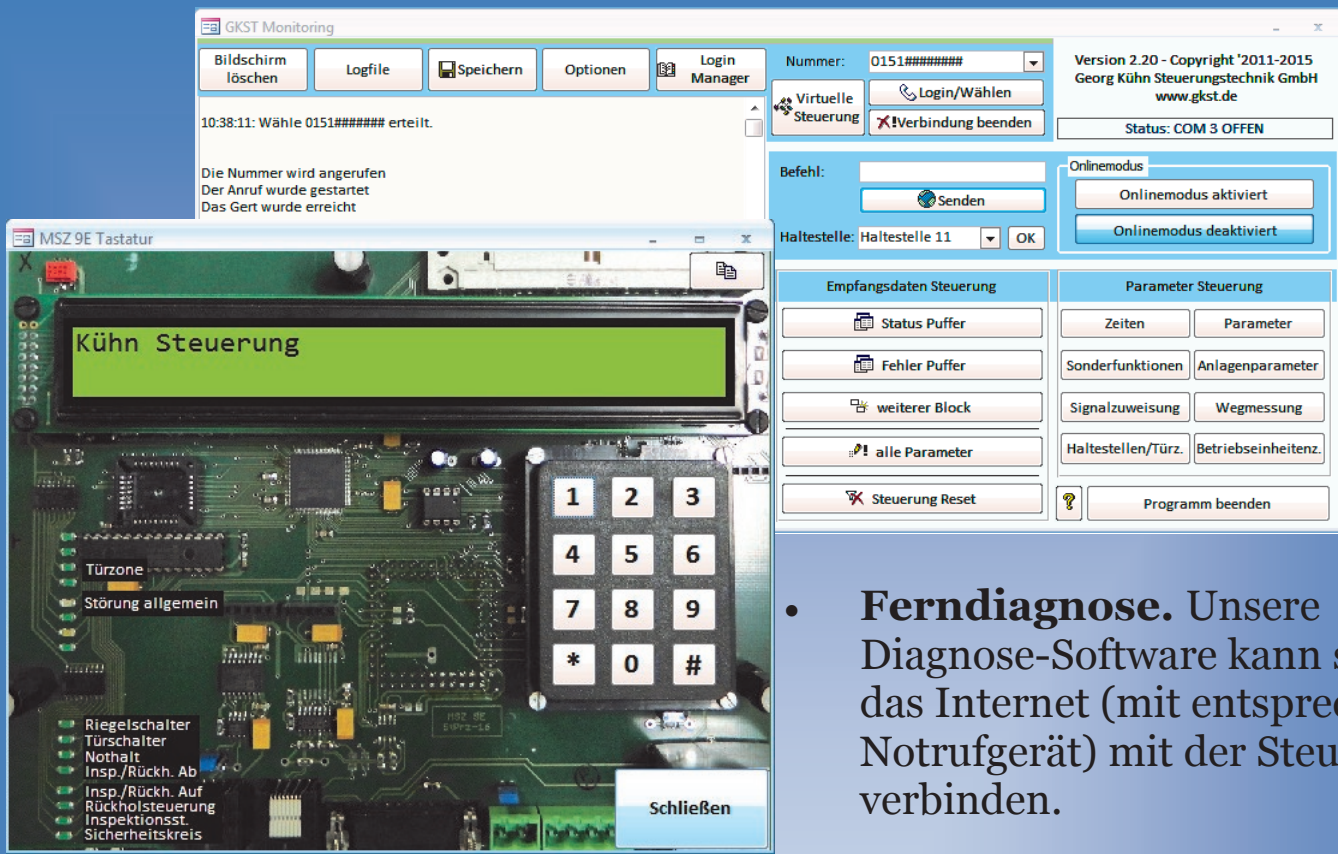 GKST Monitoring
Bildschirm löschen
Logfile
Speichern
Optionen
Login Manager
10:38:11: Wähle 0151####### erteilt.
Die Nummer wird angerufen
Der Anruf wurde gestartet
Das Gert wurde erreicht
Nummer: 0151########
Virtuelle Steuerung
Login/Wählen
Verbindung beenden
Version 2.20 - Copyright '2011-2015
Georg Kühn Steuerungstechnik GmbH
www.gkst.de
Status: COM 3 OFFEN
Befehl:
Senden
Haltestelle: Haltestelle 11 OK
Onlinemodus
Onlinemodus aktiviert
Onlinemodus deaktiviert
Empfangsdaten Steuerung
Status Puffer
Fehler Puffer
weiterer Block
alle Parameter
Steuerung Reset
Parameter Steuerung
Zeiten Parameter
Sonderfunktionen Anlagenparameter
Signalzuweisung Wegmessung
Haltestellen/Türz. Betriebseinheitenz.
? Programm beenden
MSZ 9E Tastatur
Kühn Steuerung
1 2 3
4 5 6
7 8 9
* 0 #
Türzone
Störung allgemein
MSZ 8E
Riegelschalter
Türschalter
Nothalt
Insp./Rückh. Ab
Insp./Rückh. Auf
Rückholsteuerung
Inspektionsst.
Sicherheitskreis
Schließen
• Ferndiagnose. Unsere
Diagnose-Software kann
das Internet (mit
Notrufgerät) mit der
verbinden.